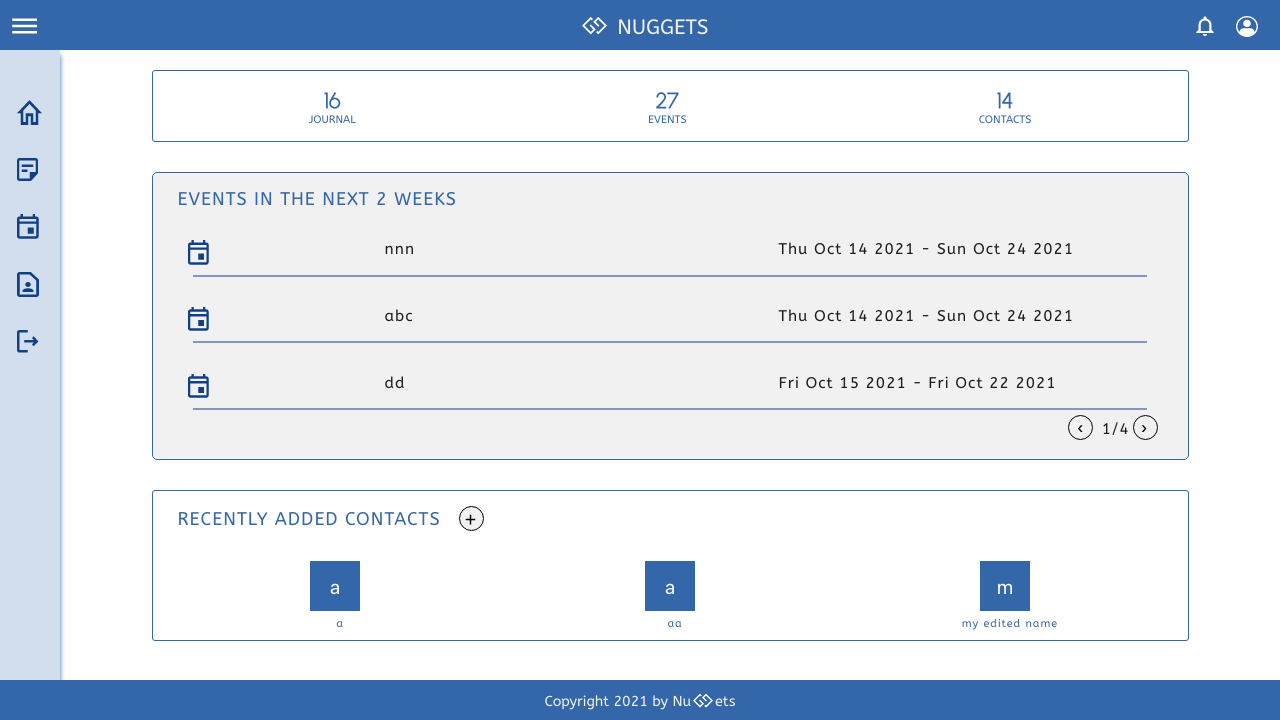 NUGGETS
16 27 14
JOURNAL EVENTS CONTACTS
EVENTS IN THE NEXT 2 WEEKS
nnn Thu Oct 14 2021 - Sun Oct 24 2021
abc Thu Oct 14 2021 - Sun Oct 24 2021
dd Fri Oct 15 2021 - Fri Oct 22 2021
‹ 1/4 ›
RECENTLY ADDED CONTACTS +
a a m
a aa my edited name
Copyright 2021 by Nu ets